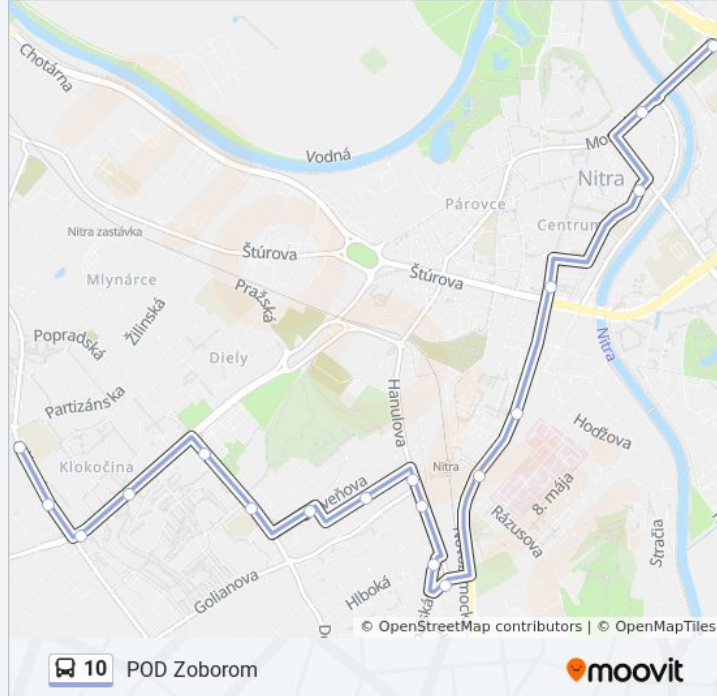 Chotárna
Vodná
Mo
Nitra
Párovce
Centrum
Nitra zastávka
Štúrova
Štúrova
Mlynárce
Pražská
Žilinská
Nitra
Popradská
Diely
Partizánska
Hanulova
Hodžova
Klokočina
Nitra
veňova
8. mája
Rázusova
Stračia
Golianova
Hlboká
© OpenStreetMap contributors | © OpenMapTiles
10 POD Zoborom
moovit